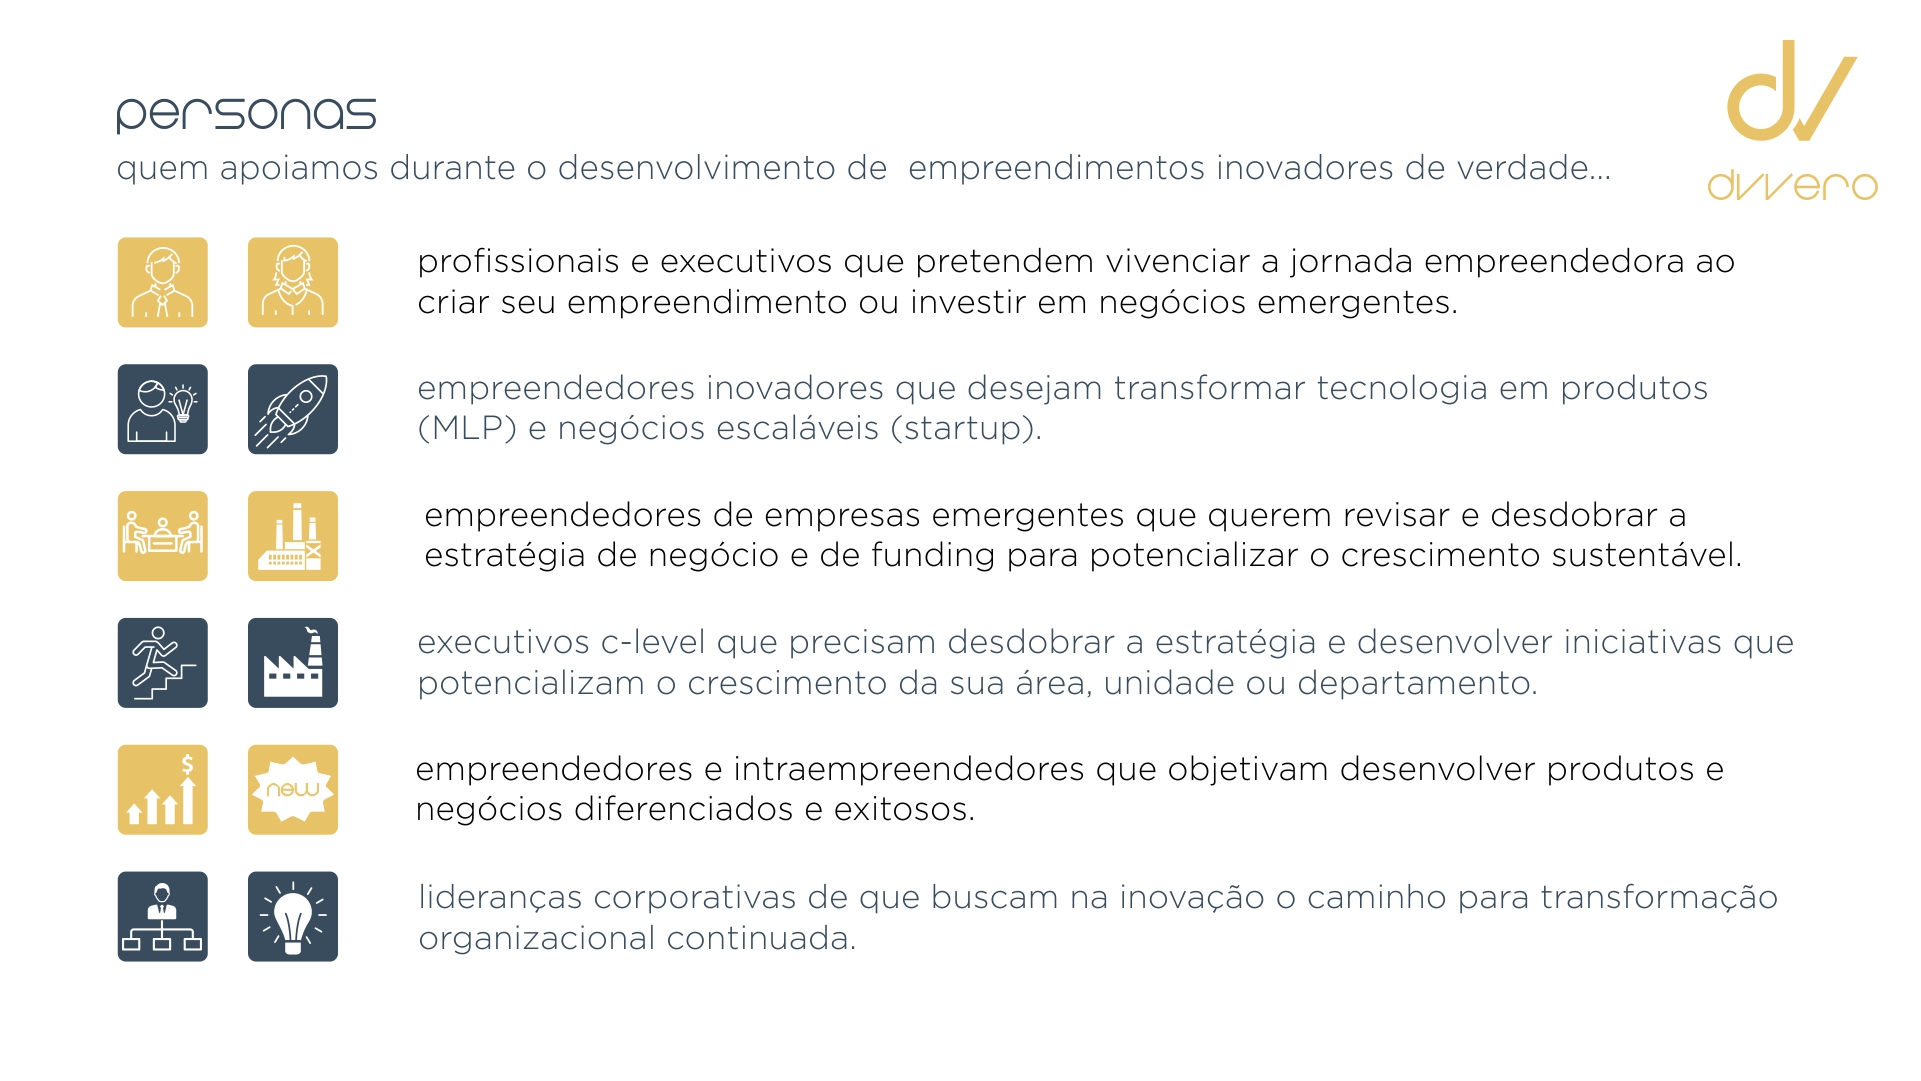 personas
quem apoiamos durante o desenvolvimento de  empreendimentos inovadores de verdade...
dv
dvvero
profissionais e executivos que pretendem vivenciar a jornada empreendedora ao
criar seu empreendimento ou investir em negócios emergentes.
empreendedores inovadores que desejam transformar tecnologia em produtos
(MLP) e negócios escaláveis (startup).
empreendedores de empresas emergentes que querem revisar e desdobrar a
estratégia de negócio e de funding para potencializar o crescimento sustentável.
executivos c-level que precisam desdobrar a estratégia e desenvolver iniciativas que
potencializam o crescimento da sua área, unidade ou departamento.
$
new
empreendedores e intraempreendedores que objetivam desenvolver produtos e
negócios diferenciados e exitosos.
lideranças corporativas de que buscam na inovação o caminho para transformação
organizacional continuada.